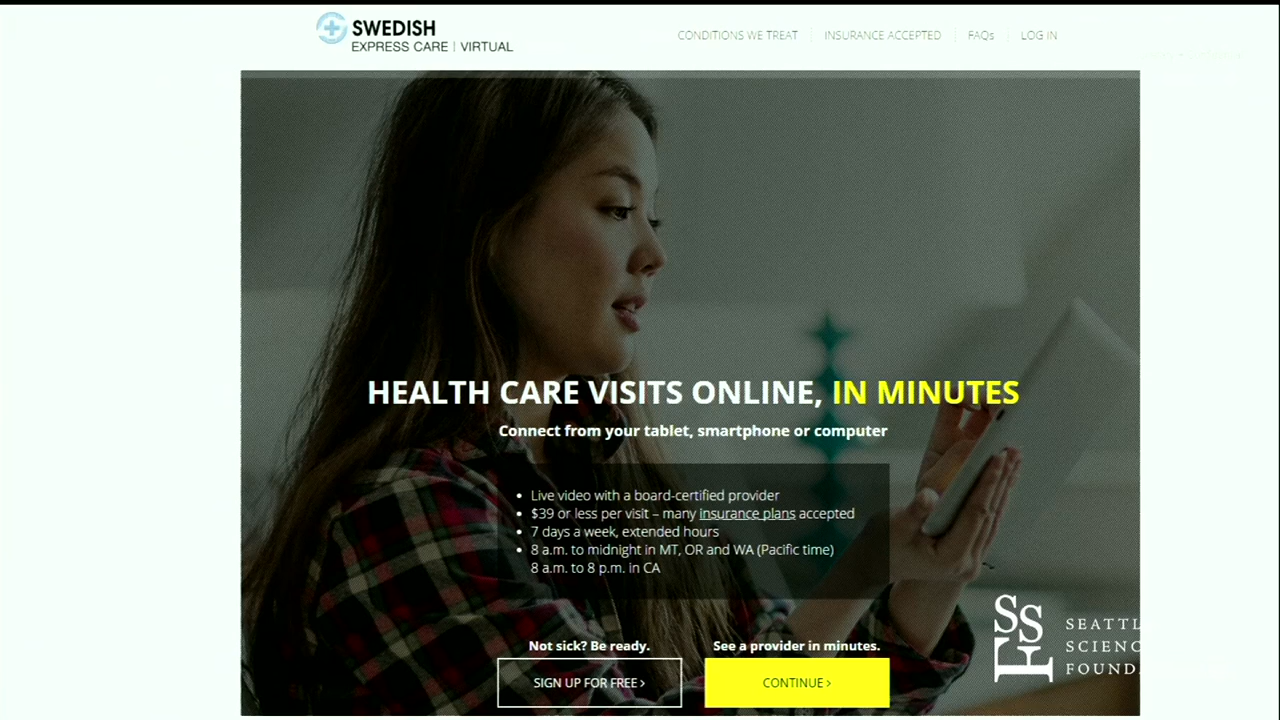 SWEDISH
EXPRESS CARE | VIRTUAL
CONDITIONS WE TREAT
INSURANCE ACCEPTED
FAQs
LOG IN
HEALTH CARE VISITS ONLINE, IN MINUTES
Connect from your tablet, smartphone or computer
• Live video with a board-certified provider
• $39 or less per visit – many insurance plans accepted
• 7 days a week, extended hours
• 8 a.m. to midnight in MT, OR and WA (Pacific time)
8 a.m. to 8 p.m. in CA
Not sick? Be ready.
SIGN UP FOR FREE >
See a provider in minutes.
CONTINUE >
SSF
SEATTL
SCIENC
FOUND